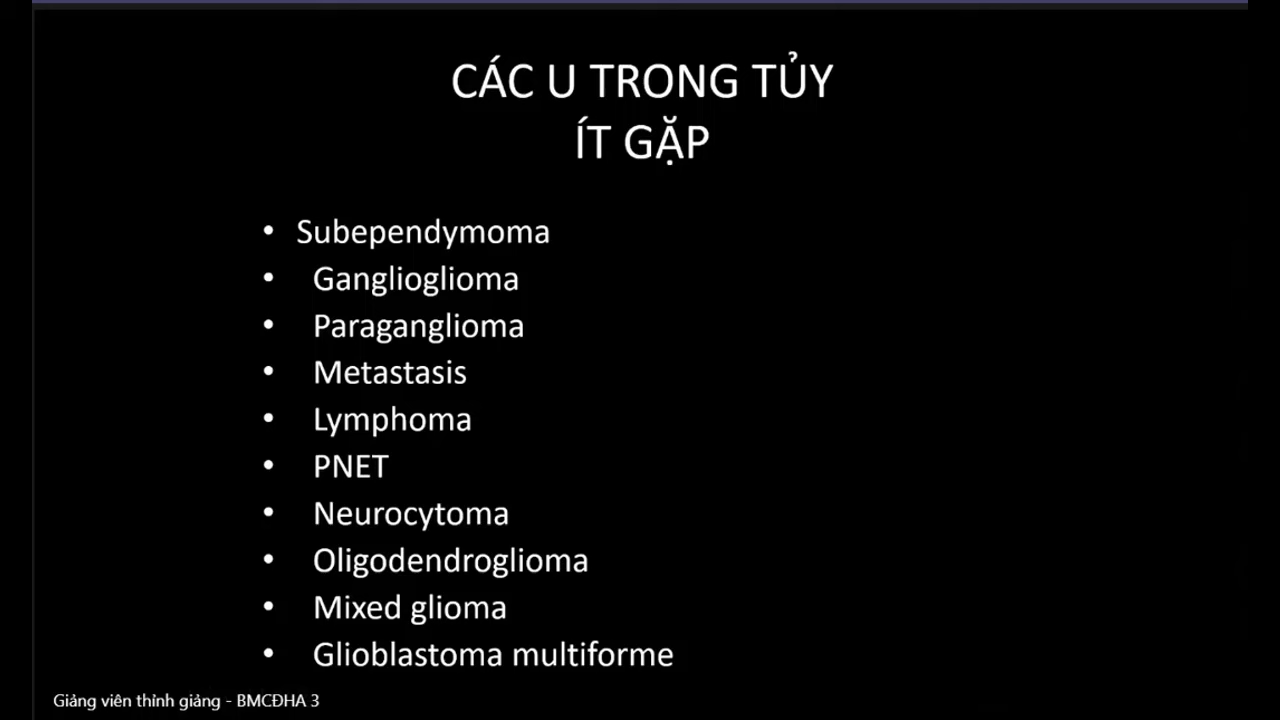 CÁC U TRONG TỦY
ÍT GẶP
• Subependymoma
• Ganglioglioma
• Paraganglioma
• Metastasis
• Lymphoma
• PNET
• Neurocytoma
• Oligodendroglioma
• Mixed glioma
• Glioblastoma multiforme
Giảng viên thỉnh giảng - BMCĐHA 3